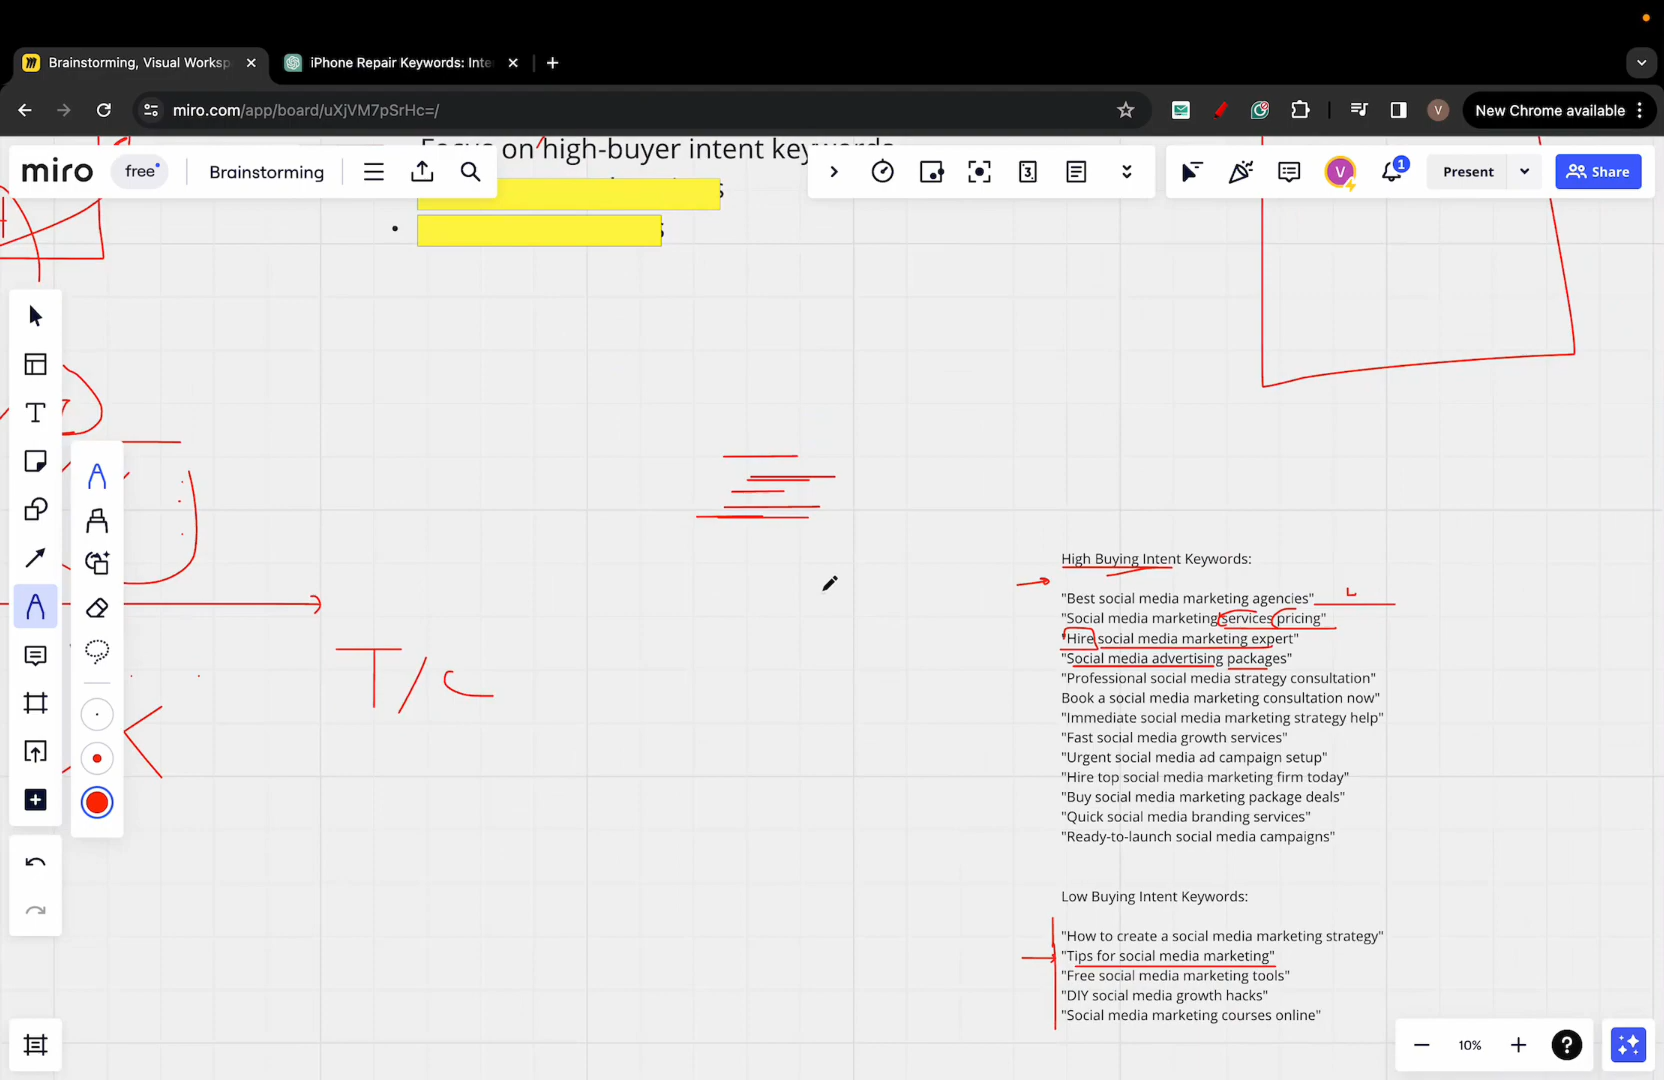 Brainstorming, Visual Worksp
iPhone Repair Keywords: Inte
miro.com/app/board/uXjVM7pSrHc=/
V
New Chrome available
Focus on high-buyer intent keywords
miro
free
Brainstorming
3
V
1
Present
Share
T/C
High Buying Intent Keywords:
"Best social media marketing agencies"
"Social media marketing services pricing"
"Hire social media marketing expert"
"Social media advertising packages"
"Professional social media strategy consultation"
Book a social media marketing consultation now"
"Immediate social media marketing strategy help"
"Fast social media growth services"
"Urgent social media ad campaign setup"
"Hire top social media marketing firm today"
"Buy social media marketing package deals"
"Quick social media branding services"
"Ready-to-launch social media campaigns"
Low Buying Intent Keywords:
"How to create a social media marketing strategy"
"Tips for social media marketing"
"Free social media marketing tools"
"DIY social media growth hacks"
"Social media marketing courses online"
10%